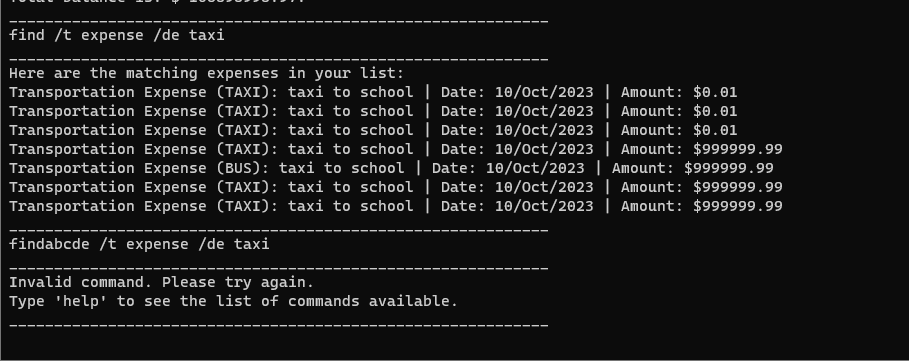 Total balance is: $ 108898998.97.
____________________________________________________________
find /t expense /de taxi
____________________________________________________________
Here are the matching expenses in your list:
Transportation Expense (TAXI): taxi to school | Date: 10/Oct/2023 | Amount: $0.01
Transportation Expense (TAXI): taxi to school | Date: 10/Oct/2023 | Amount: $0.01
Transportation Expense (TAXI): taxi to school | Date: 10/Oct/2023 | Amount: $0.01
Transportation Expense (TAXI): taxi to school | Date: 10/Oct/2023 | Amount: $999999.99
Transportation Expense (BUS): taxi to school | Date: 10/Oct/2023 | Amount: $999999.99
Transportation Expense (TAXI): taxi to school | Date: 10/Oct/2023 | Amount: $999999.99
Transportation Expense (TAXI): taxi to school | Date: 10/Oct/2023 | Amount: $999999.99
____________________________________________________________
findabcde /t expense /de taxi
____________________________________________________________
Invalid command. Please try again.
Type 'help' to see the list of commands available.
____________________________________________________________